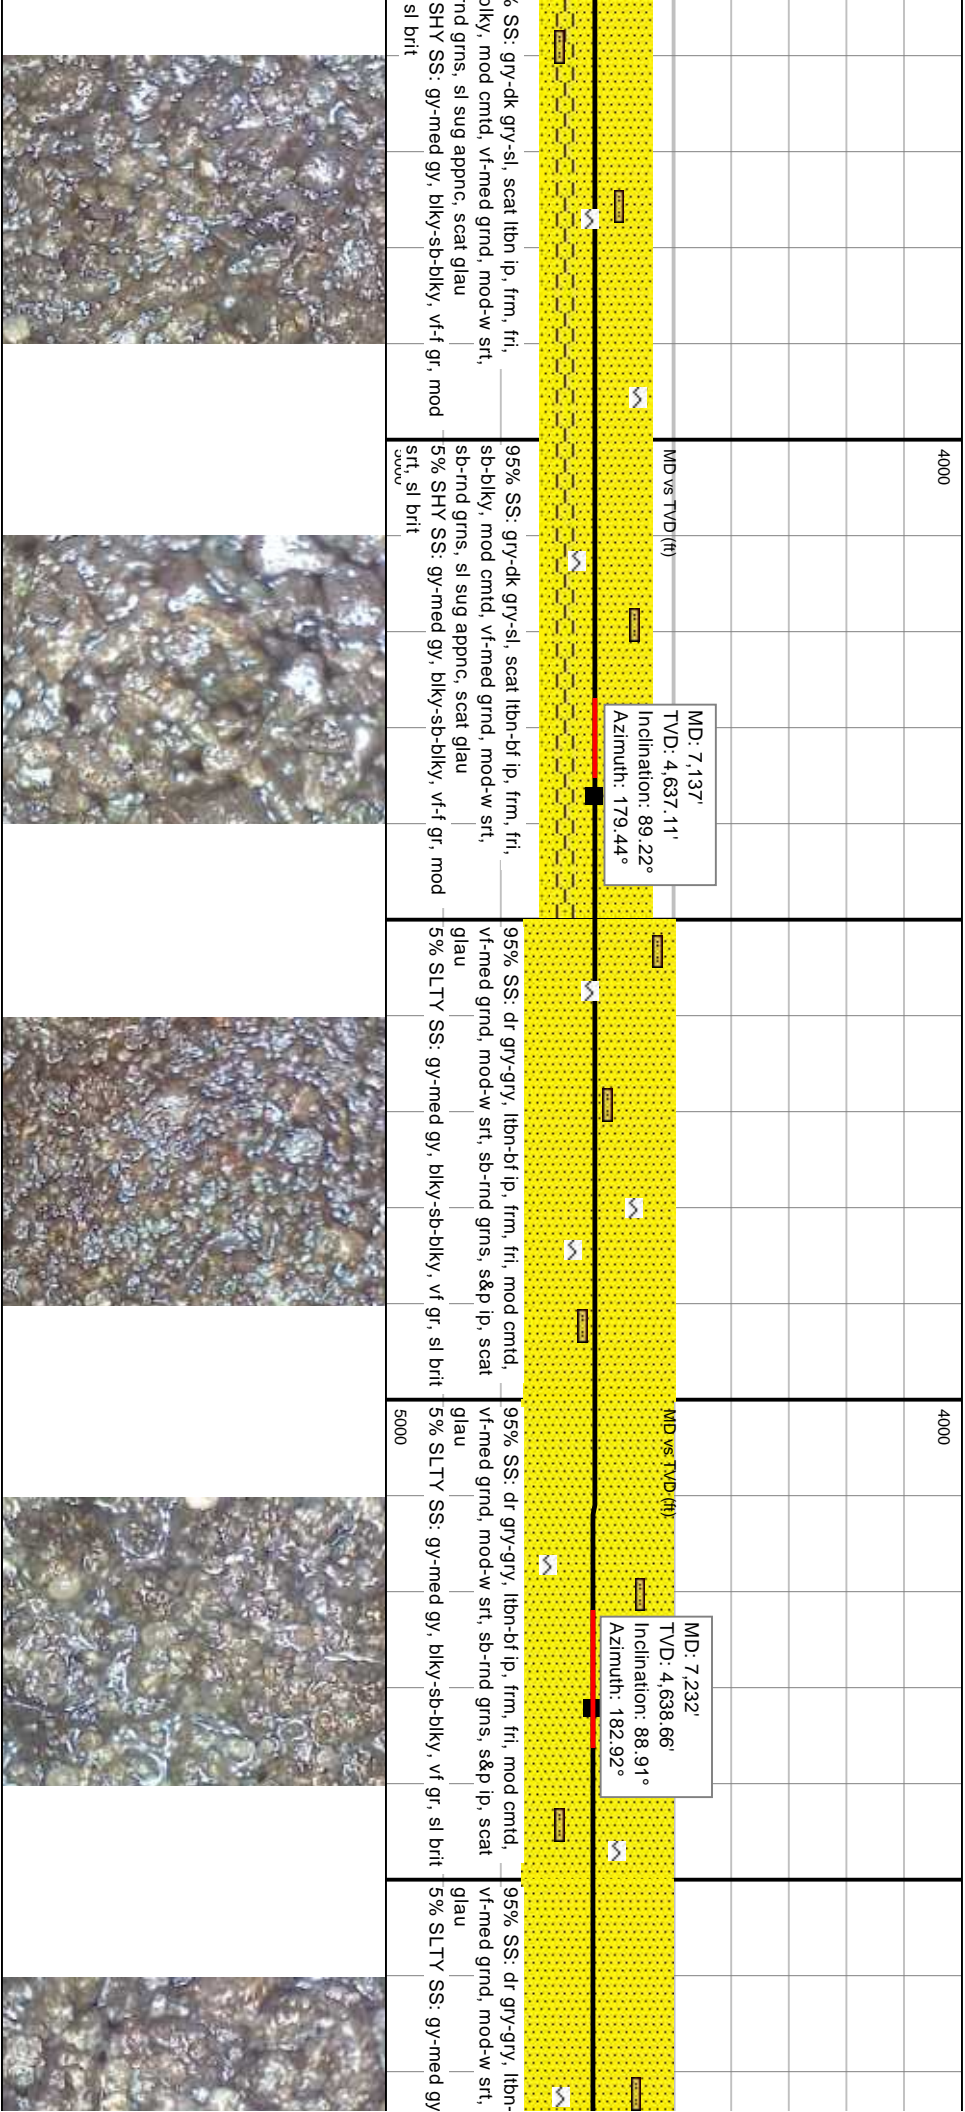 % SS: gry-dk gry-sl, scat ltbn ip, frm, fri,
blky, mod cmtd, vf-med grnd, mod-w srt,
rnd grns, sl sug appnc, scat glau
SHY SS: gy-med gy, blky-sb-blky, vf-f gr, mod
sl brit
4000
MD vs TVD (ft)
95% SS: gry-dk gry-sl, scat ltbn-bf ip, frm, fri,
sb-blky, mod cmtd, vf-med grnd, mod-w srt,
sb-rnd grns, sl sug appnc, scat glau
5% SHY SS: gy-med gy, blky-sb-blky, vf-f gr, mod
srt, sl brit
5000
MD: 7,137'
TVD: 4,637.11'
Inclination: 89.22°
Azimuth: 179.44°
95% SS: dr gry-gry, ltbn-bf ip, frm, fri, mod cmtd,
vf-med grnd, mod-w srt, sb-rnd grns, s&p ip, scat
glau
5% SLTY SS: gy-med gy, blky-sb-blky, vf gr, sl brit
4000
MD vs TVD (ft)
95% SS: dr gry-gry, ltbn-bf ip, frm, fri, mod cmtd,
vf-med grnd, mod-w srt, sb-rnd grns, s&p ip, scat
glau
5% SLTY SS: gy-med gy, blky-sb-blky, vf gr, sl brit
5000
MD: 7,232'
TVD: 4,638.66'
Inclination: 88.91°
Azimuth: 182.92°
95% SS: dr gry-gry, ltbn-
vf-med grnd, mod-w srt,
glau
5% SLTY SS: gy-med gy